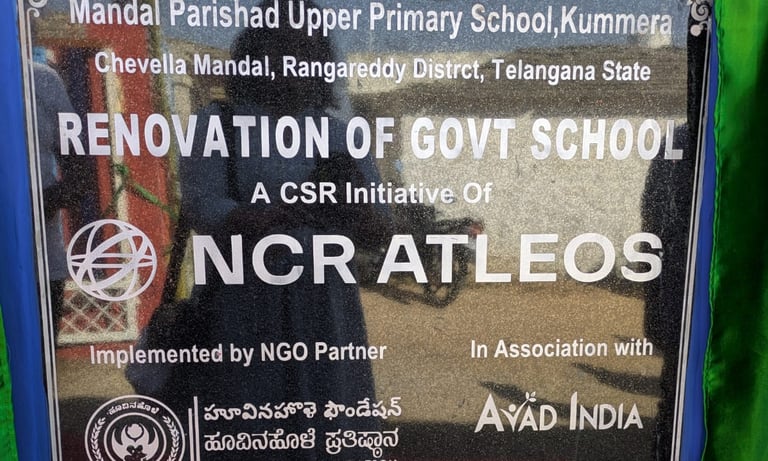 Mandal Parishad Upper Primary School,Kummera
Chevella Mandal, Rangareddy Distrct, Telangana State
RENOVATION OF GOVT SCHOOL
A CSR Initiative Of
NCR ATLEOS
Implemented by NGO Partner
In Association with
ಹೂವಿನಹೊಳೆ
ಹೂವಿನಹೊಳೆ ಫೌಂಡೇಷನ್
ಹೂವಿನಹೊಳೆ ಪ್ರತಿಷ್ಠಾನ
AVAD INDIA